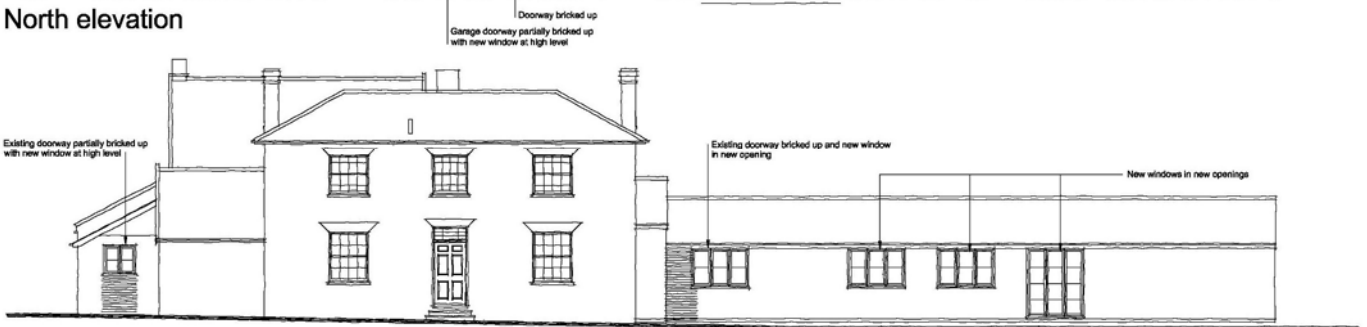 North elevation
Doorway bricked up
Garage doorway partially bricked up
with new window at high level
Existing doorway partially bricked up
with new window at high level
Existing doorway bricked up and new window
in new opening
New windows in new openings